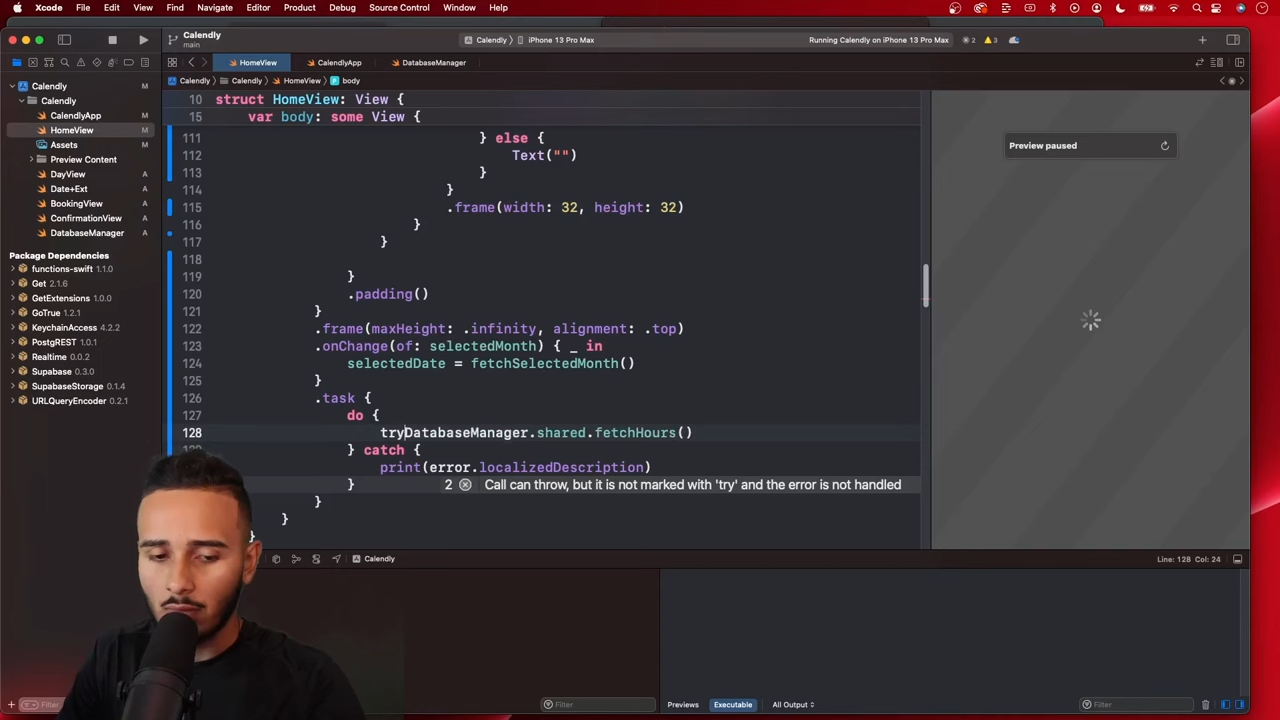 Xcode File Edit View Find Navigate Editor Product Debug Source Control Window Help
Calendly
main
Calendly iPhone 13 Pro Max
Running Calendly on iPhone 13 Pro Max
2 3
HomeView CalendlyApp DatabaseManager
Calendly Calendly HomeView body
Calendly M
Calendly
CalendlyApp M
HomeView M
Assets M
Preview Content
DayView A
Date+Ext A
BookingView A
ConfirmationView A
DatabaseManager A
Package Dependencies
functions-swift 1.1.0
Get 2.1.6
GetExtensions 1.0.0
GoTrue 1.2.1
KeychainAccess 4.2.2
PostgREST 1.0.1
Realtime 0.0.2
Supabase 0.3.0
SupabaseStorage 0.1.4
URLQueryEncoder 0.2.1
10 struct HomeView: View {
15 var body: some View {
111 } else {
112 Text("")
113 }
114 }
115 .frame(width: 32, height: 32)
116 }
117 }
118
119 }
120 .padding()
121 }
122 .frame(maxHeight: .infinity, alignment: .top)
123 .onChange(of: selectedMonth) { _ in
124 selectedDate = fetchSelectedMonth()
125 }
126 .task {
127 do {
128 tryDatabaseManager.shared.fetchHours()
} catch {
print(error.localizedDescription)
} 2 Call can throw, but it is not marked with 'try' and the error is not handled
}
}
}
Preview paused
Calendly
Line: 128 Col: 24
Filter
Filter
Previews Executable All Output
Filter